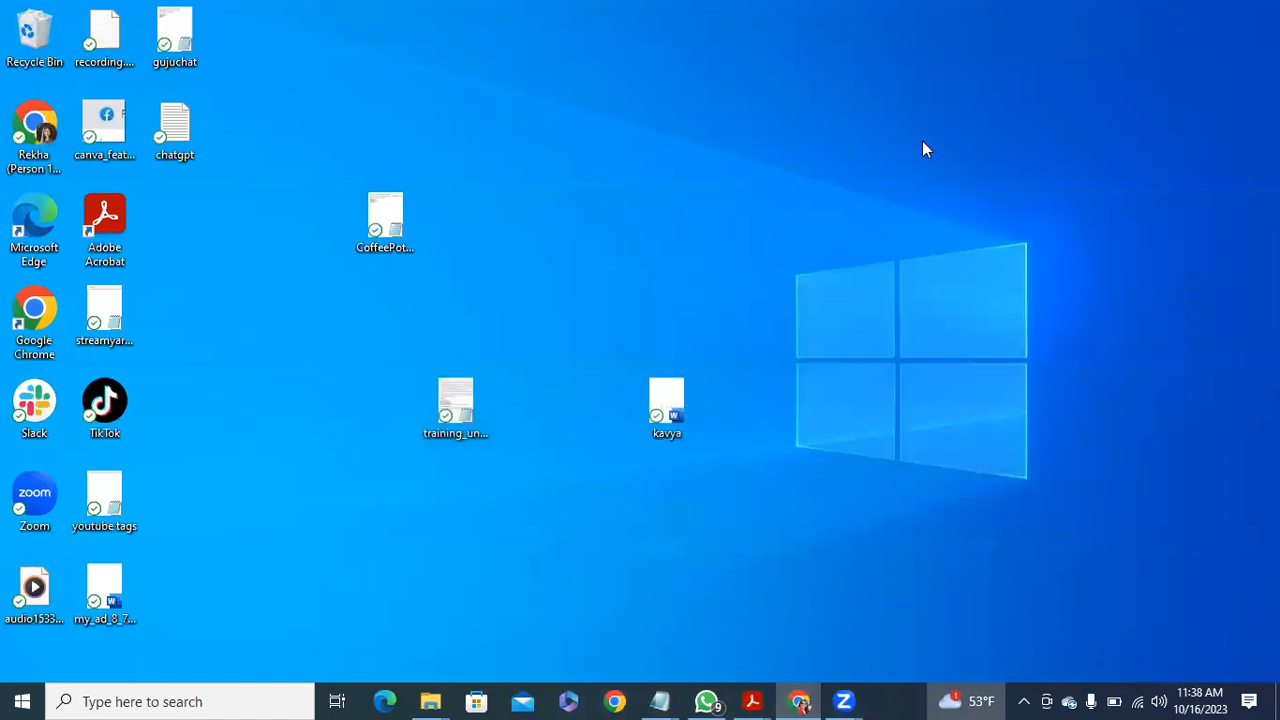 Recycle Bin
recording....
gujuchat
Rekha
(Person 1...
canva_feat...
chatgpt
Microsoft
Edge
Adobe
Acrobat
CoffeePot...
Google
Chrome
streamyar...
Slack
TikTok
training_un...
kavya
zoom
Zoom
youtube tags
audio1533...
my_ad_8_7...
Type here to search
9
1
53°F
11:38 AM
10/16/2023